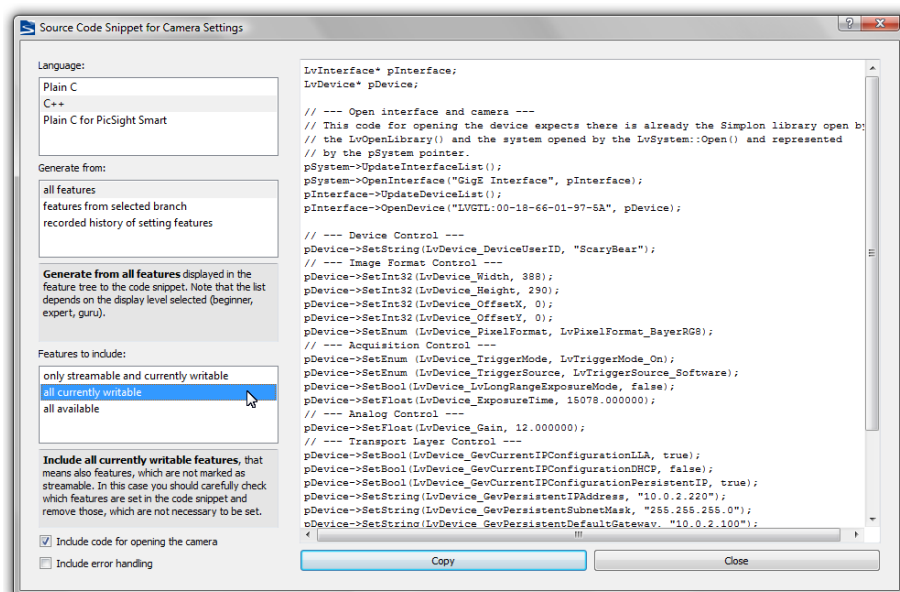 Source Code Snippet for Camera Settings
Language:
Plain C
C++
Plain C for PicSight Smart
Generate from:
all features
features from selected branch
recorded history of setting features
Generate from all features displayed in the
feature tree to the code snippet. Note that the list
depends on the display level selected (beginner,
expert, guru).
Features to include:
only streamable and currently writable
all currently writable
all available
Include all currently writable features, that
means also features, which are not marked as
streamable. In this case you should carefully check
which features are set in the code snippet and
remove those, which are not necessary to be set.
Include code for opening the camera
Include error handling
LvInterface* pInterface;
LvDevice* pDevice;
// --- Open interface and camera ---
// This code for opening the device expects there is already the Simplon library open by
// the LvOpenLibrary() and the system opened by the LvSystem::Open() and represented
// by the pSystem pointer.
pSystem->UpdateInterfaceList();
pSystem->OpenInterface("GigE Interface", pInterface);
pInterface->UpdateDeviceList();
pInterface->OpenDevice("LVGTL:00-18-66-01-97-5A", pDevice);
// --- Device Control ---
pDevice->SetString(LvDevice_DeviceUserID, "ScaryBear");
// --- Image Format Control ---
pDevice->SetInt32(LvDevice_Width, 388);
pDevice->SetInt32(LvDevice_Height, 290);
pDevice->SetInt32(LvDevice_OffsetX, 0);
pDevice->SetInt32(LvDevice_OffsetY, 0);
pDevice->SetEnum (LvDevice_PixelFormat, LvPixelFormat_BayerRG8);
// --- Acquisition Control ---
pDevice->SetEnum (LvDevice_TriggerMode, LvTriggerMode_On);
pDevice->SetEnum (LvDevice_TriggerSource, LvTriggerSource_Software);
pDevice->SetBool(LvDevice_LvLongRangeExposureMode, false);
pDevice->SetFloat(LvDevice_ExposureTime, 15078.000000);
// --- Analog Control ---
pDevice->SetFloat(LvDevice_Gain, 12.000000);
// --- Transport Layer Control ---
pDevice->SetBool(LvDevice_GevCurrentIPConfigurationLLA, true);
pDevice->SetBool(LvDevice_GevCurrentIPConfigurationDHCP, false);
pDevice->SetBool(LvDevice_GevCurrentIPConfigurationPersistentIP, true);
pDevice->SetString(LvDevice_GevPersistentIPAddress, "10.0.2.220");
pDevice->SetString(LvDevice_GevPersistentSubnetMask, "255.255.255.0");
pDevice->SetString(LvDevice_GevPersistentDefaultGateway, "10.0.2.100");
Copy
Close